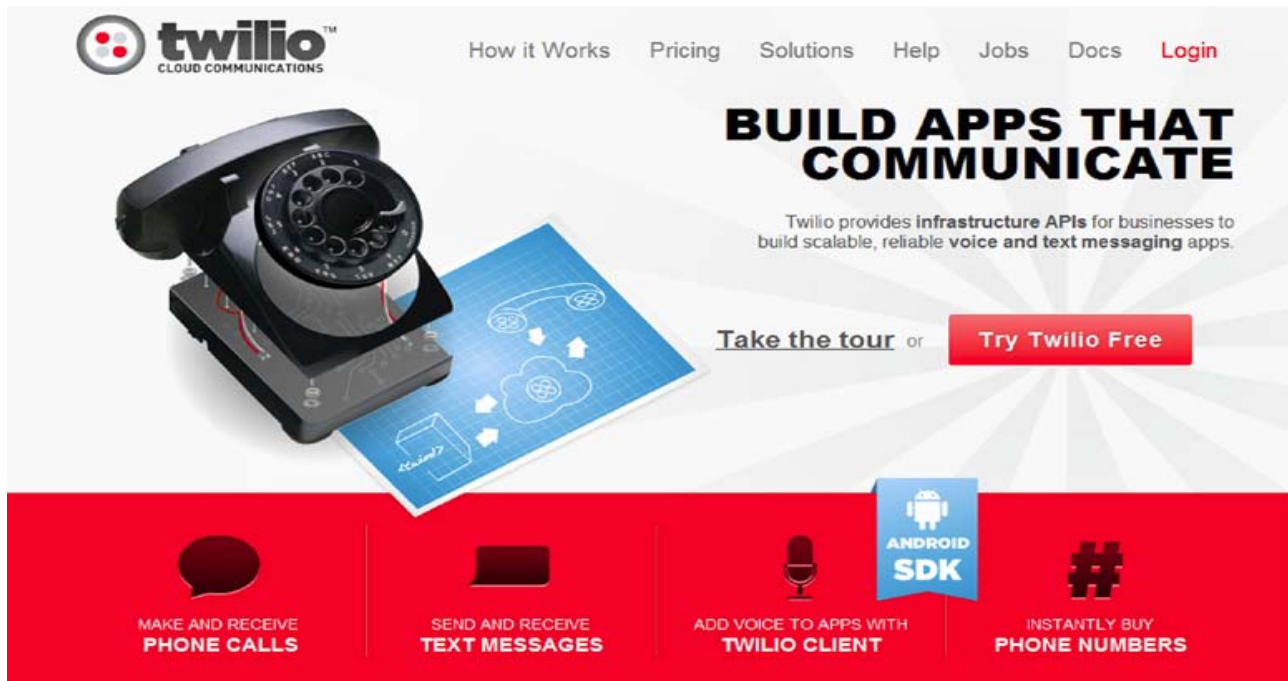 twilio™
CLOUD COMMUNICATIONS
How it Works Pricing Solutions Help Jobs Docs Login
BUILD APPS THAT
COMMUNICATE
Twilio provides infrastructure APIs for businesses to
build scalable, reliable voice and text messaging apps.
Take the tour or Try Twilio Free
<twiml>
ANDROID
SDK
MAKE AND RECEIVE
PHONE CALLS
SEND AND RECEIVE
TEXT MESSAGES
ADD VOICE TO APPS WITH
TWILIO CLIENT
#
INSTANTLY BUY
PHONE NUMBERS